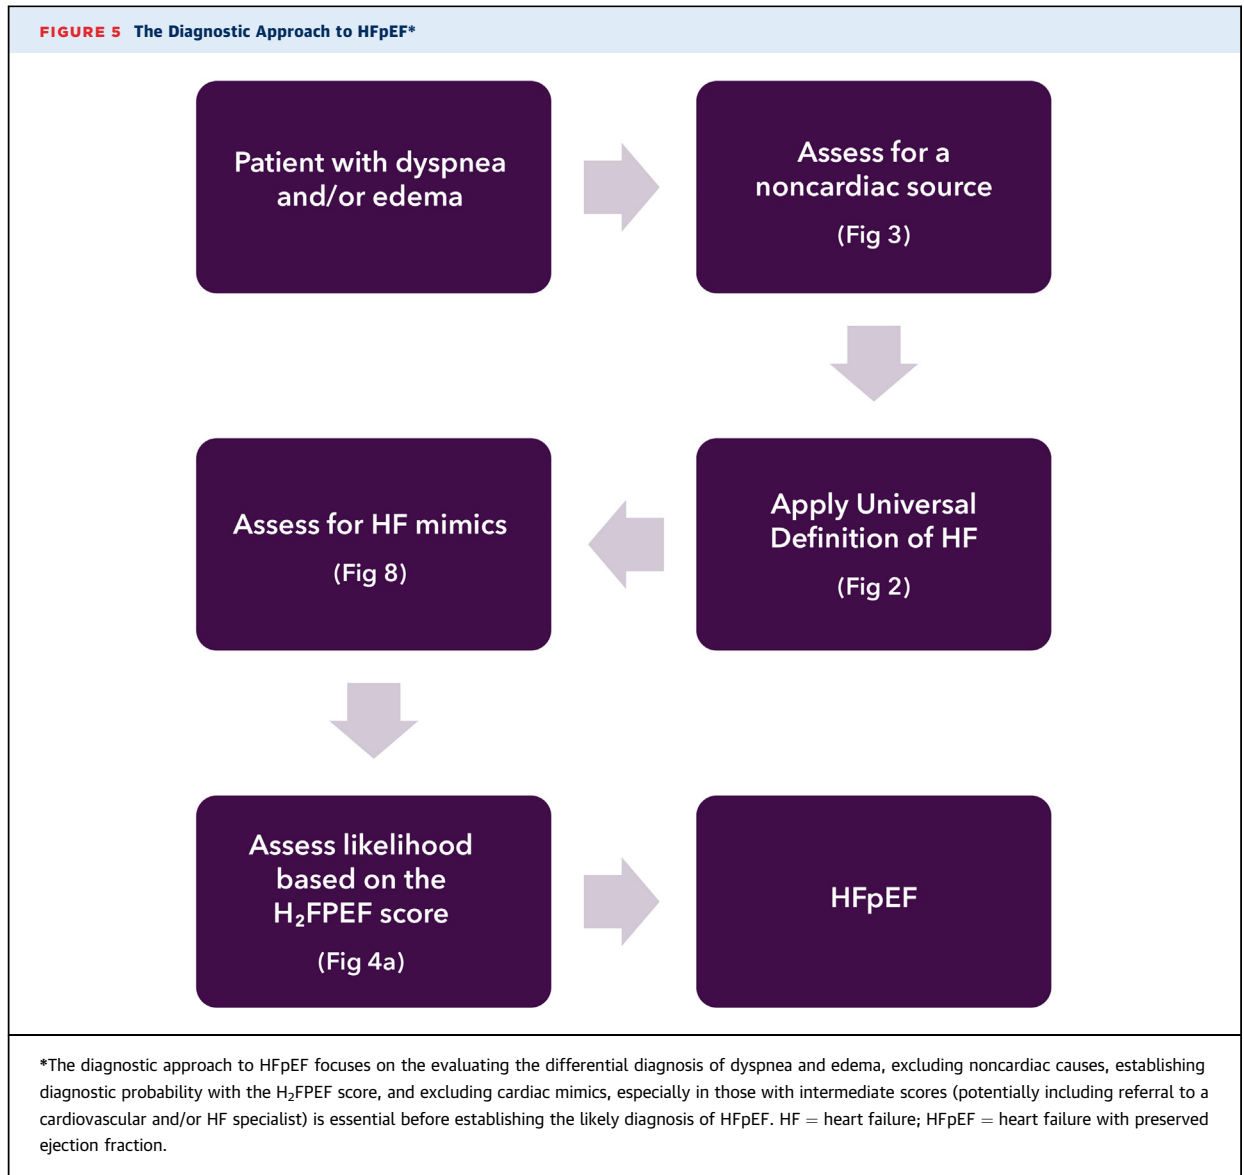 FIGURE 5 The Diagnostic Approach to HFpEF*
Patient with dyspnea
and/or edema
Assess for a
noncardiac source
(Fig 3)
Apply Universal
Definition of HF
(Fig 2)
Assess for HF mimics
(Fig 8)
Assess likelihood
based on the
H₂FPEF score
(Fig 4a)
HFpEF
*The diagnostic approach to HFpEF focuses on the evaluating the differential diagnosis of dyspnea and edema, excluding noncardiac causes, establishing
diagnostic probability with the H₂FPEF score, and excluding cardiac mimics, especially in those with intermediate scores (potentially including referral to a
cardiovascular and/or HF specialist) is essential before establishing the likely diagnosis of HFpEF. HF = heart failure; HFpEF = heart failure with preserved
ejection fraction.